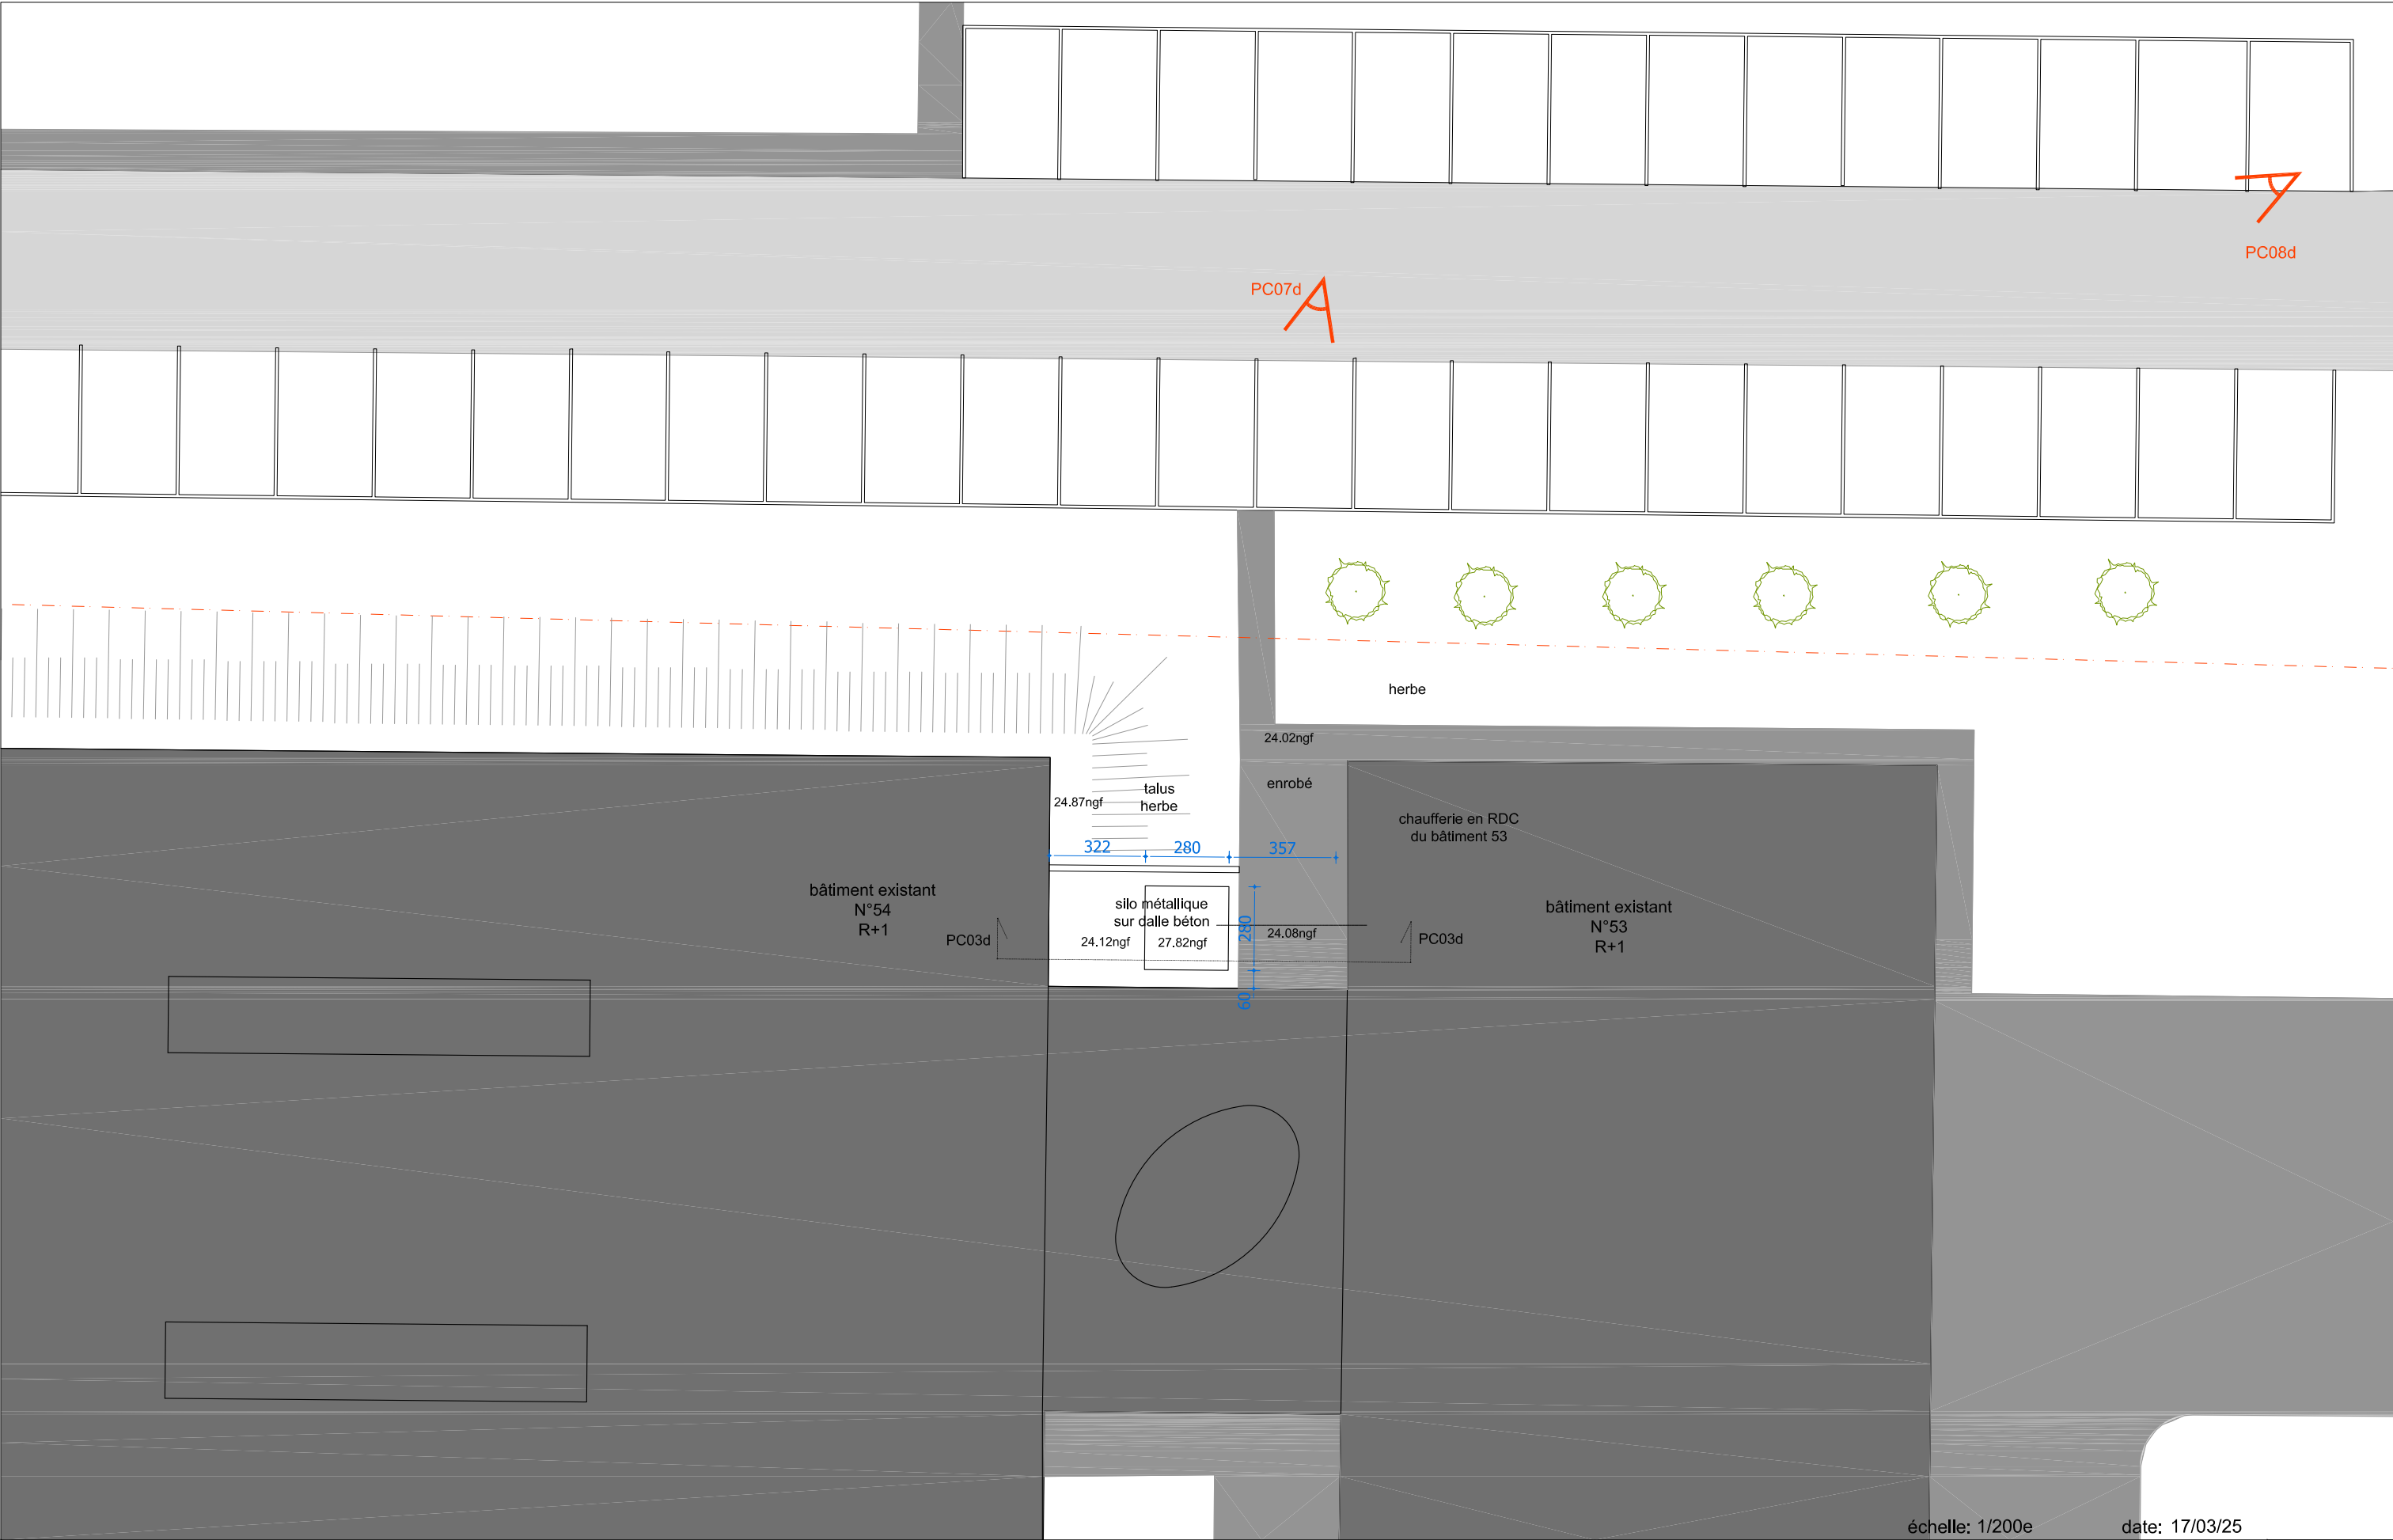 PC08d
PC07d
herbe
24.02ngf
enrobé
talus
herbe
24.87ngf
chaufferie en RDC
du bâtiment 53
322
280
357
bâtiment existant
N°54
R+1
silo métallique
sur dalle béton
24.12ngf
27.82ngf
280
24.08ngf
60
PC03d
PC03d
bâtiment existant
N°53
R+1
échelle: 1/200e
date: 17/03/25